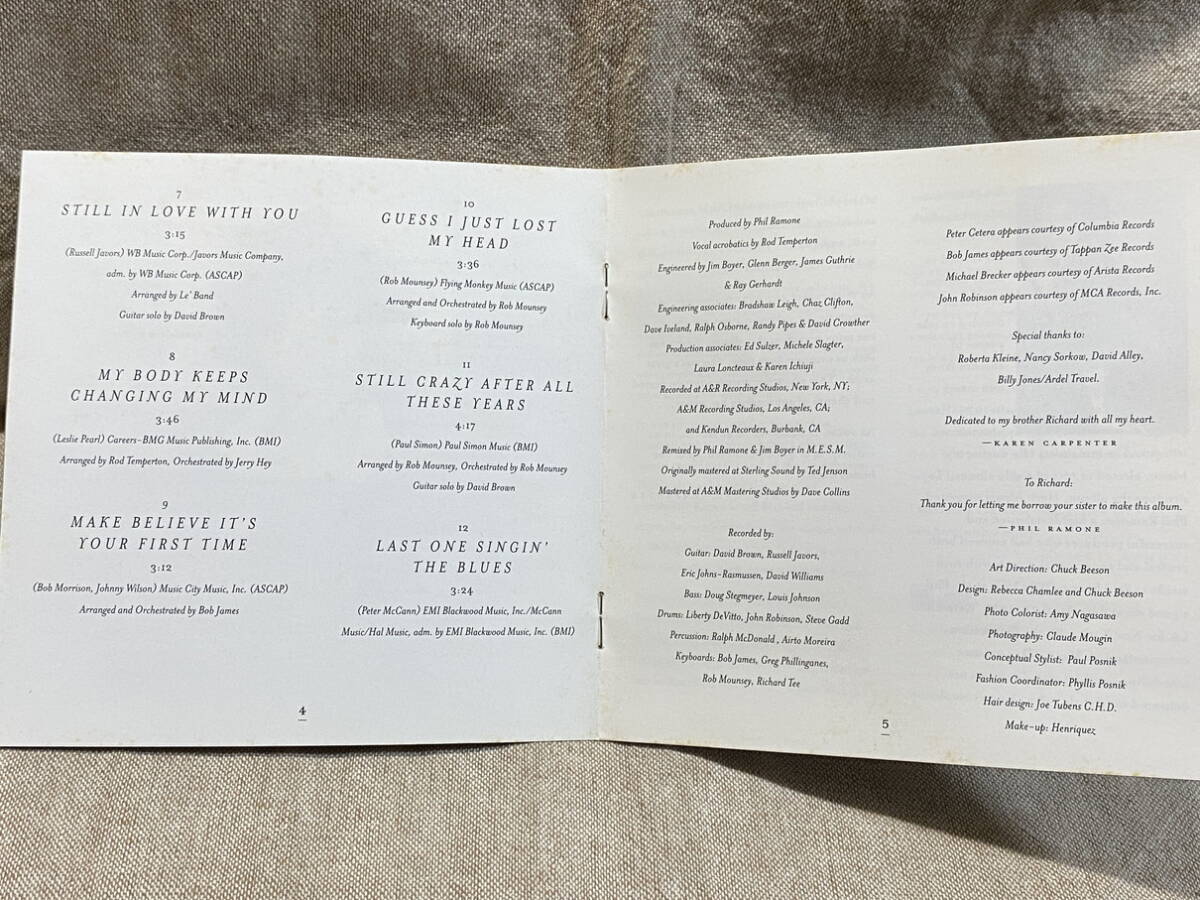 7
STILL IN LOVE WITH YOU
3:15
(Russell Javors) WB Music Corp./Javors Music Company,
adm. by WB Music Corp. (ASCAP)
Arranged by Le' Band
Guitar solo by David Brown
8
MY BODY KEEPS
CHANGING MY MIND
3:46
(Leslie Pearl) Careers-BMG Music Publishing, Inc. (BMI)
Arranged by Rod Temperton, Orchestrated by Jerry Hey
9
MAKE BELIEVE IT'S
YOUR FIRST TIME
3:12
(Bob Morrison, Johnny Wilson) Music City Music, Inc. (ASCAP)
Arranged and Orchestrated by Bob James
10
GUESS I JUST LOST
MY HEAD
3:36
(Rob Mounsey) Flying Monkey Music (ASCAP)
Arranged and Orchestrated by Rob Mounsey
Keyboard solo by Rob Mounsey
11
STILL CRAZY AFTER ALL
THESE YEARS
4:17
(Paul Simon) Paul Simon Music (BMI)
Arranged by Rob Mounsey, Orchestrated by Rob Mounsey
Guitar solo by David Brown
12
LAST ONE SINGIN'
THE BLUES
3:24
(Peter McCann) EMI Blackwood Music, Inc./McCann
Music/Hal Music, adm. by EMI Blackwood Music, Inc. (BMI)
4
Produced by Phil Ramone
Vocal acrobatics by Rod Temperton
Engineered by Jim Boyer, Glenn Berger, James Guthrie
& Ray Gerhardt
Engineering associates: Bradshaw Leigh, Chaz Clifton,
Dave Iveland, Ralph Osborne, Randy Pipes & David Crowther
Production associates: Ed Sulzer, Michele Slagter,
Laura Loncteaux & Karen Ichiuji
Recorded at A&R Recording Studios, New York, NY;
A&M Recording Studios, Los Angeles, CA;
and Kendun Recorders, Burbank, CA
Remixed by Phil Ramone & Jim Boyer in M.E.S.M.
Originally mastered at Sterling Sound by Ted Jenson
Mastered at A&M Mastering Studios by Dave Collins
Recorded by:
Guitar: David Brown, Russell Javors,
Eric Johns-Rasmussen, David Williams
Bass: Doug Stegmeyer, Louis Johnson
Drums: Liberty DeVitto, John Robinson, Steve Gadd
Percussion: Ralph McDonald , Airto Moreira
Keyboards: Bob James, Greg Phillinganes,
Rob Mounsey, Richard Tee
Peter Cetera appears courtesy of Columbia Records
Bob James appears courtesy of Tappan Zee Records
Michael Brecker appears courtesy of Arista Records
John Robinson appears courtesy of MCA Records, Inc.
Special thanks to:
Roberta Kleine, Nancy Sorkow, David Alley,
Billy Jones/Ardel Travel.
Dedicated to my brother Richard with all my heart.
—KAREN CARPENTER
To Richard:
Thank you for letting me borrow your sister to make this album.
—PHIL RAMONE
Art Direction: Chuck Beeson
Design: Rebecca Chamlee and Chuck Beeson
Photo Colorist: Amy Nagasawa
Photography: Claude Mougin
Conceptual Stylist: Paul Posnik
Fashion Coordinator: Phyllis Posnik
Hair design: Joe Tubens C.H.D.
Make-up: Henriquez
5